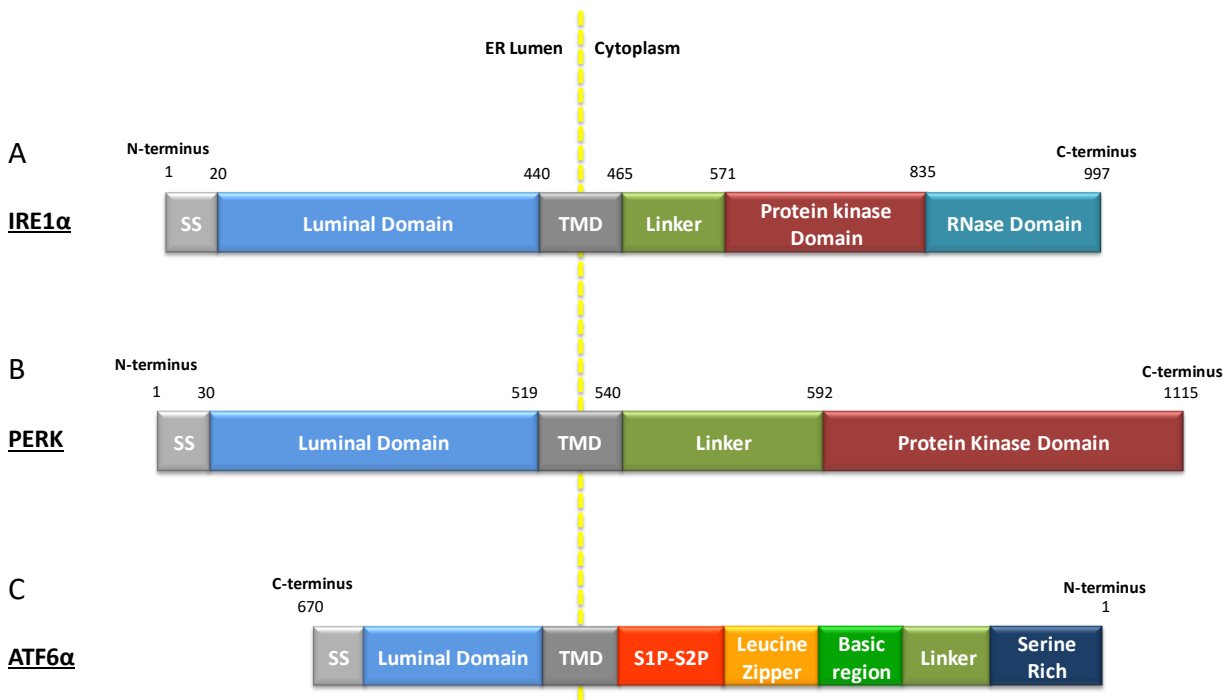 ER Lumen Cytoplasm
A
N-terminus C-terminus
1 20 440 465 571 835 997
IRE1α
SS Luminal Domain TMD Linker Protein kinase RNase Domain
Domain
B
N-terminus C-terminus
1 30 519 540 592 1115
PERK
SS Luminal Domain TMD Linker Protein Kinase Domain
C
C-terminus N-terminus
670 1
ATF6α
SS Luminal Domain TMD S1P-S2P Leucine Basic Linker Serine
Zipper region Rich